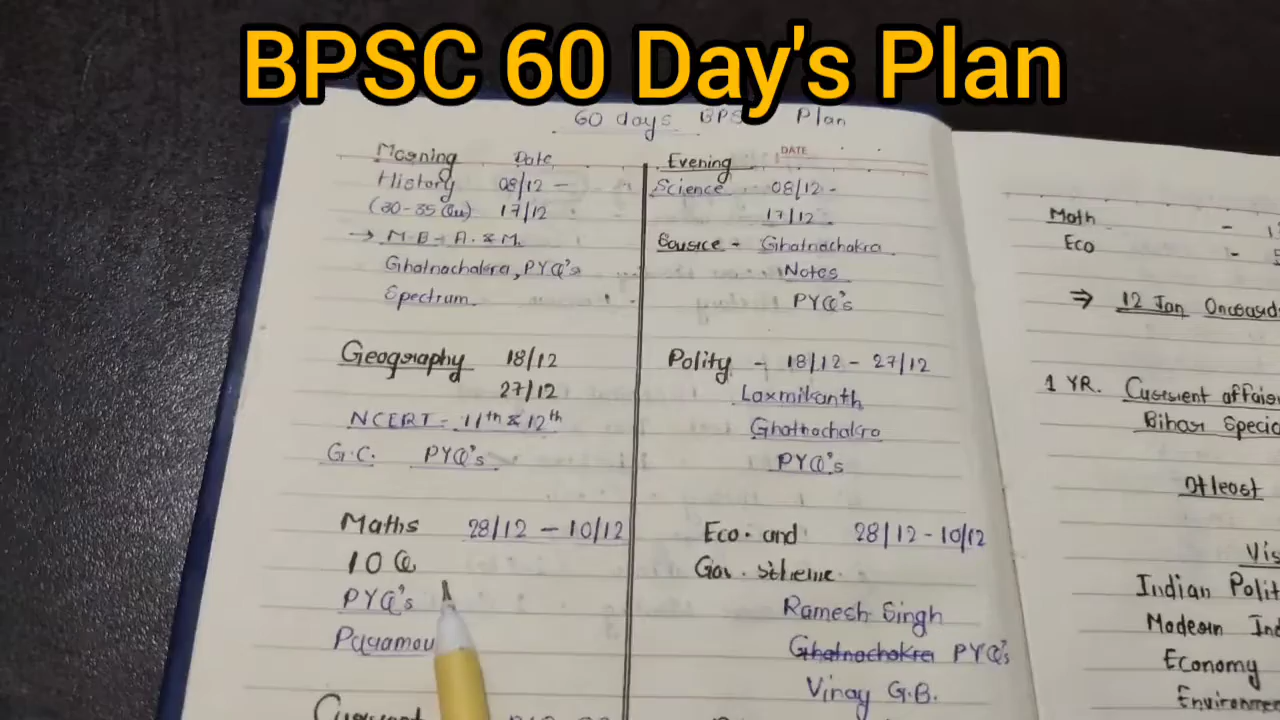 BPSC 60 Day's Plan
60 days BPS Plan
Morning Date
History 08/12 -
(30-35 Qu) 17/12
→ M.B → A. & M.
Ghatnachakra, PYQ's
Spectrum
Geography 18/12
27/12
NCERT - 11th & 12th
G.C. PYQ's
Maths 28/12 - 10/12
10 Q
PYQ's
DATE
Evening
Science 08/12 -
17/12
Source - Ghatnachakra
Notes
PYQ's
Polity - 18/12 - 27/12
Laxmikanth
Ghatnachakra
PYQ's
Eco. and 28/12 - 10/12
Gov. scheme.
Ramesh Singh
Ghatnachakra PYQ's
Vinay G.B.
Math -
Eco -
⇒ 12 Jan Onwards
1 YR. Current affairs
Bihar Special
Atleast
Indian Polit
Modern Ind
Economy
Environme